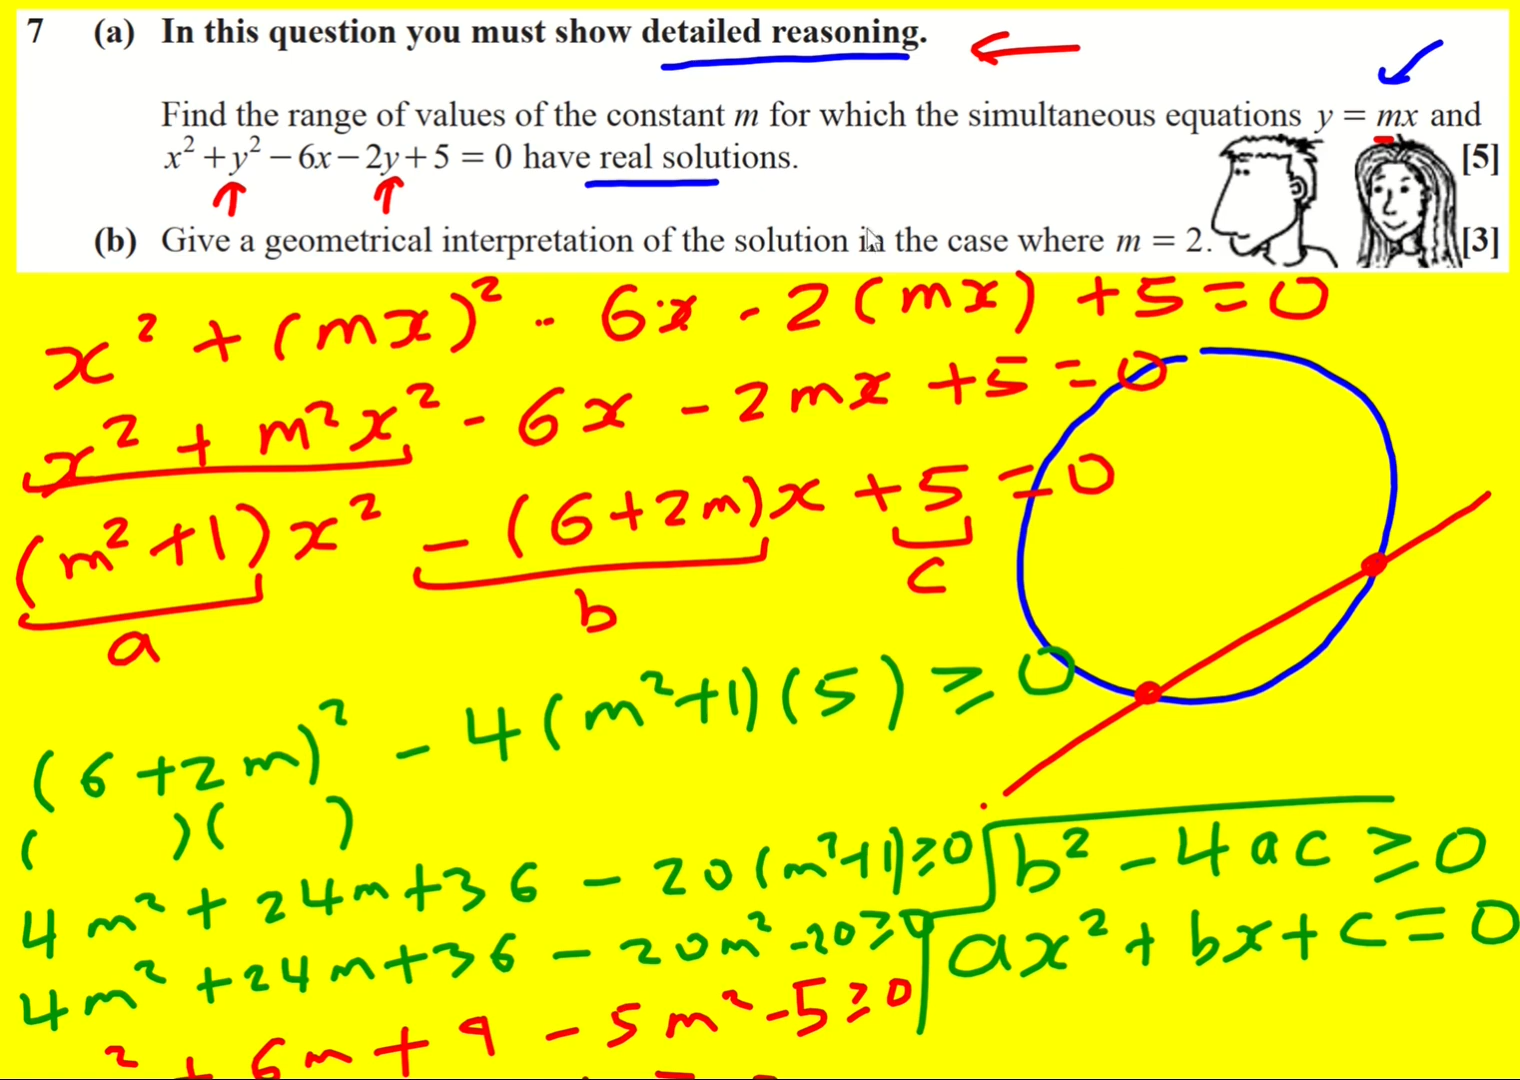 7 (a) In this question you must show detailed reasoning.
Find the range of values of the constant m for which the simultaneous equations y = mx and
x² + y² − 6x − 2y + 5 = 0 have real solutions. [5]
(b) Give a geometrical interpretation of the solution in the case where m = 2. [3]
x² + (mx)² - 6x - 2(mx) + 5 = 0
x² + m²x² - 6x - 2mx + 5 = 0
(m²+1)x² - (6+2m)x + 5 = 0
a b c
(6+2m)² - 4(m²+1)(5) ≥ 0
( )( )
4m² + 24m + 36 - 20(m²+1) ≥ 0
b² - 4ac ≥ 0
4m² + 24m + 36 - 20m² - 20 ≥ 0
ax² + bx + c = 0
² + 6m + 9 - 5m² - 5 ≥ 0